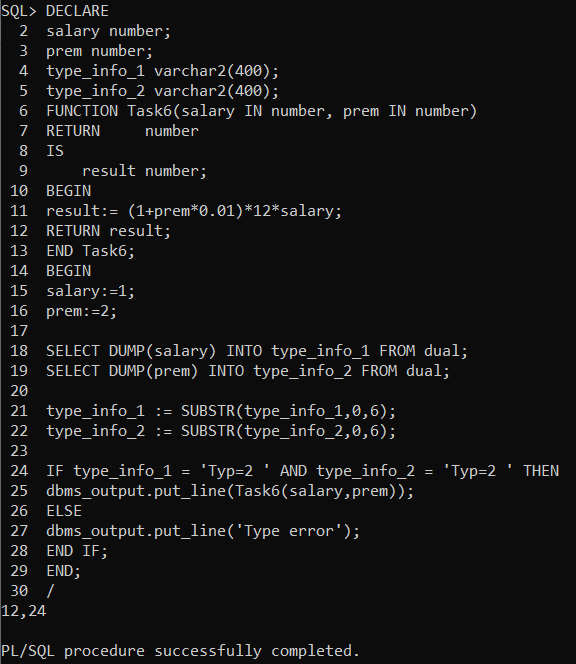 SQL> DECLARE
  2  salary number;
  3  prem number;
  4  type_info_1 varchar2(400);
  5  type_info_2 varchar2(400);
  6  FUNCTION Task6(salary IN number, prem IN number)
  7  RETURN     number
  8  IS
  9      result number;
 10  BEGIN
 11  result:= (1+prem*0.01)*12*salary;
 12  RETURN result;
 13  END Task6;
 14  BEGIN
 15  salary:=1;
 16  prem:=2;
 17
 18  SELECT DUMP(salary) INTO type_info_1 FROM dual;
 19  SELECT DUMP(prem) INTO type_info_2 FROM dual;
 20
 21  type_info_1 := SUBSTR(type_info_1,0,6);
 22  type_info_2 := SUBSTR(type_info_2,0,6);
 23
 24  IF type_info_1 = 'Typ=2 ' AND type_info_2 = 'Typ=2 ' THEN
 25  dbms_output.put_line(Task6(salary,prem));
 26  ELSE
 27  dbms_output.put_line('Type error');
 28  END IF;
 29  END;
 30  /
12,24

PL/SQL procedure successfully completed.